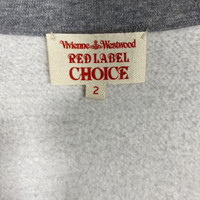 Vivienne Westwood
RED LABEL
CHOICE
2